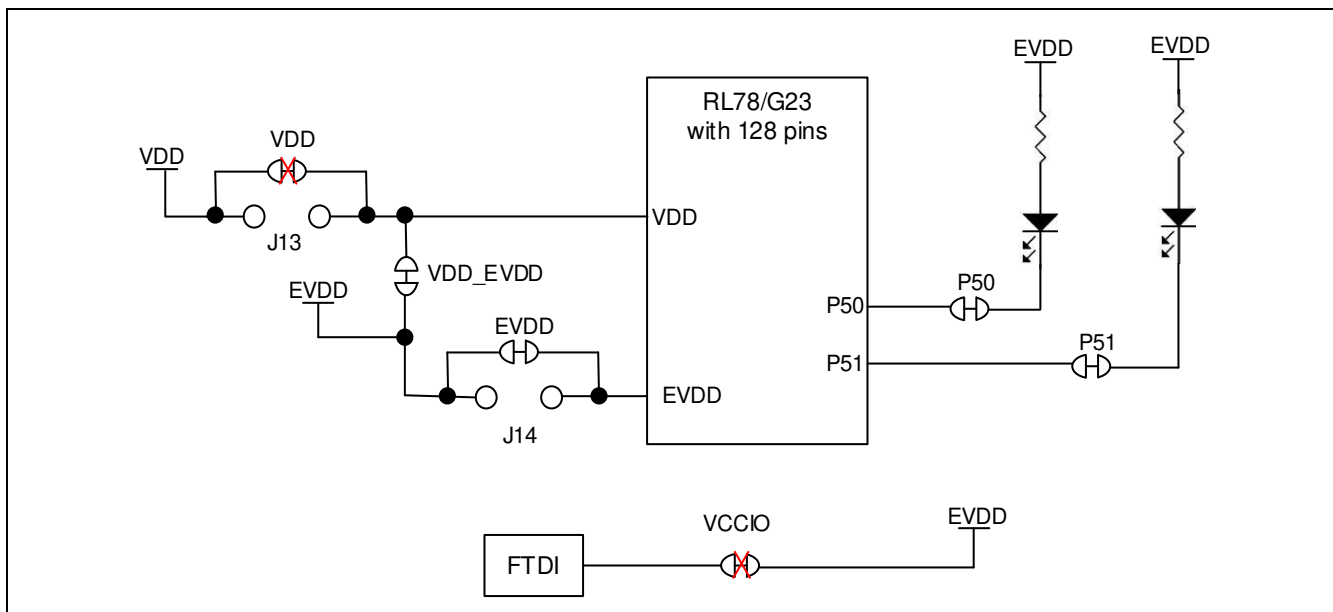 EVDD
EVDD
RL78/G23
with 128 pins
VDD
VDD
J13
VDD
VDD_EVDD
EVDD
P50
P50
EVDD
P51
P51
EVDD
J14
VCCIO
EVDD
FTDI